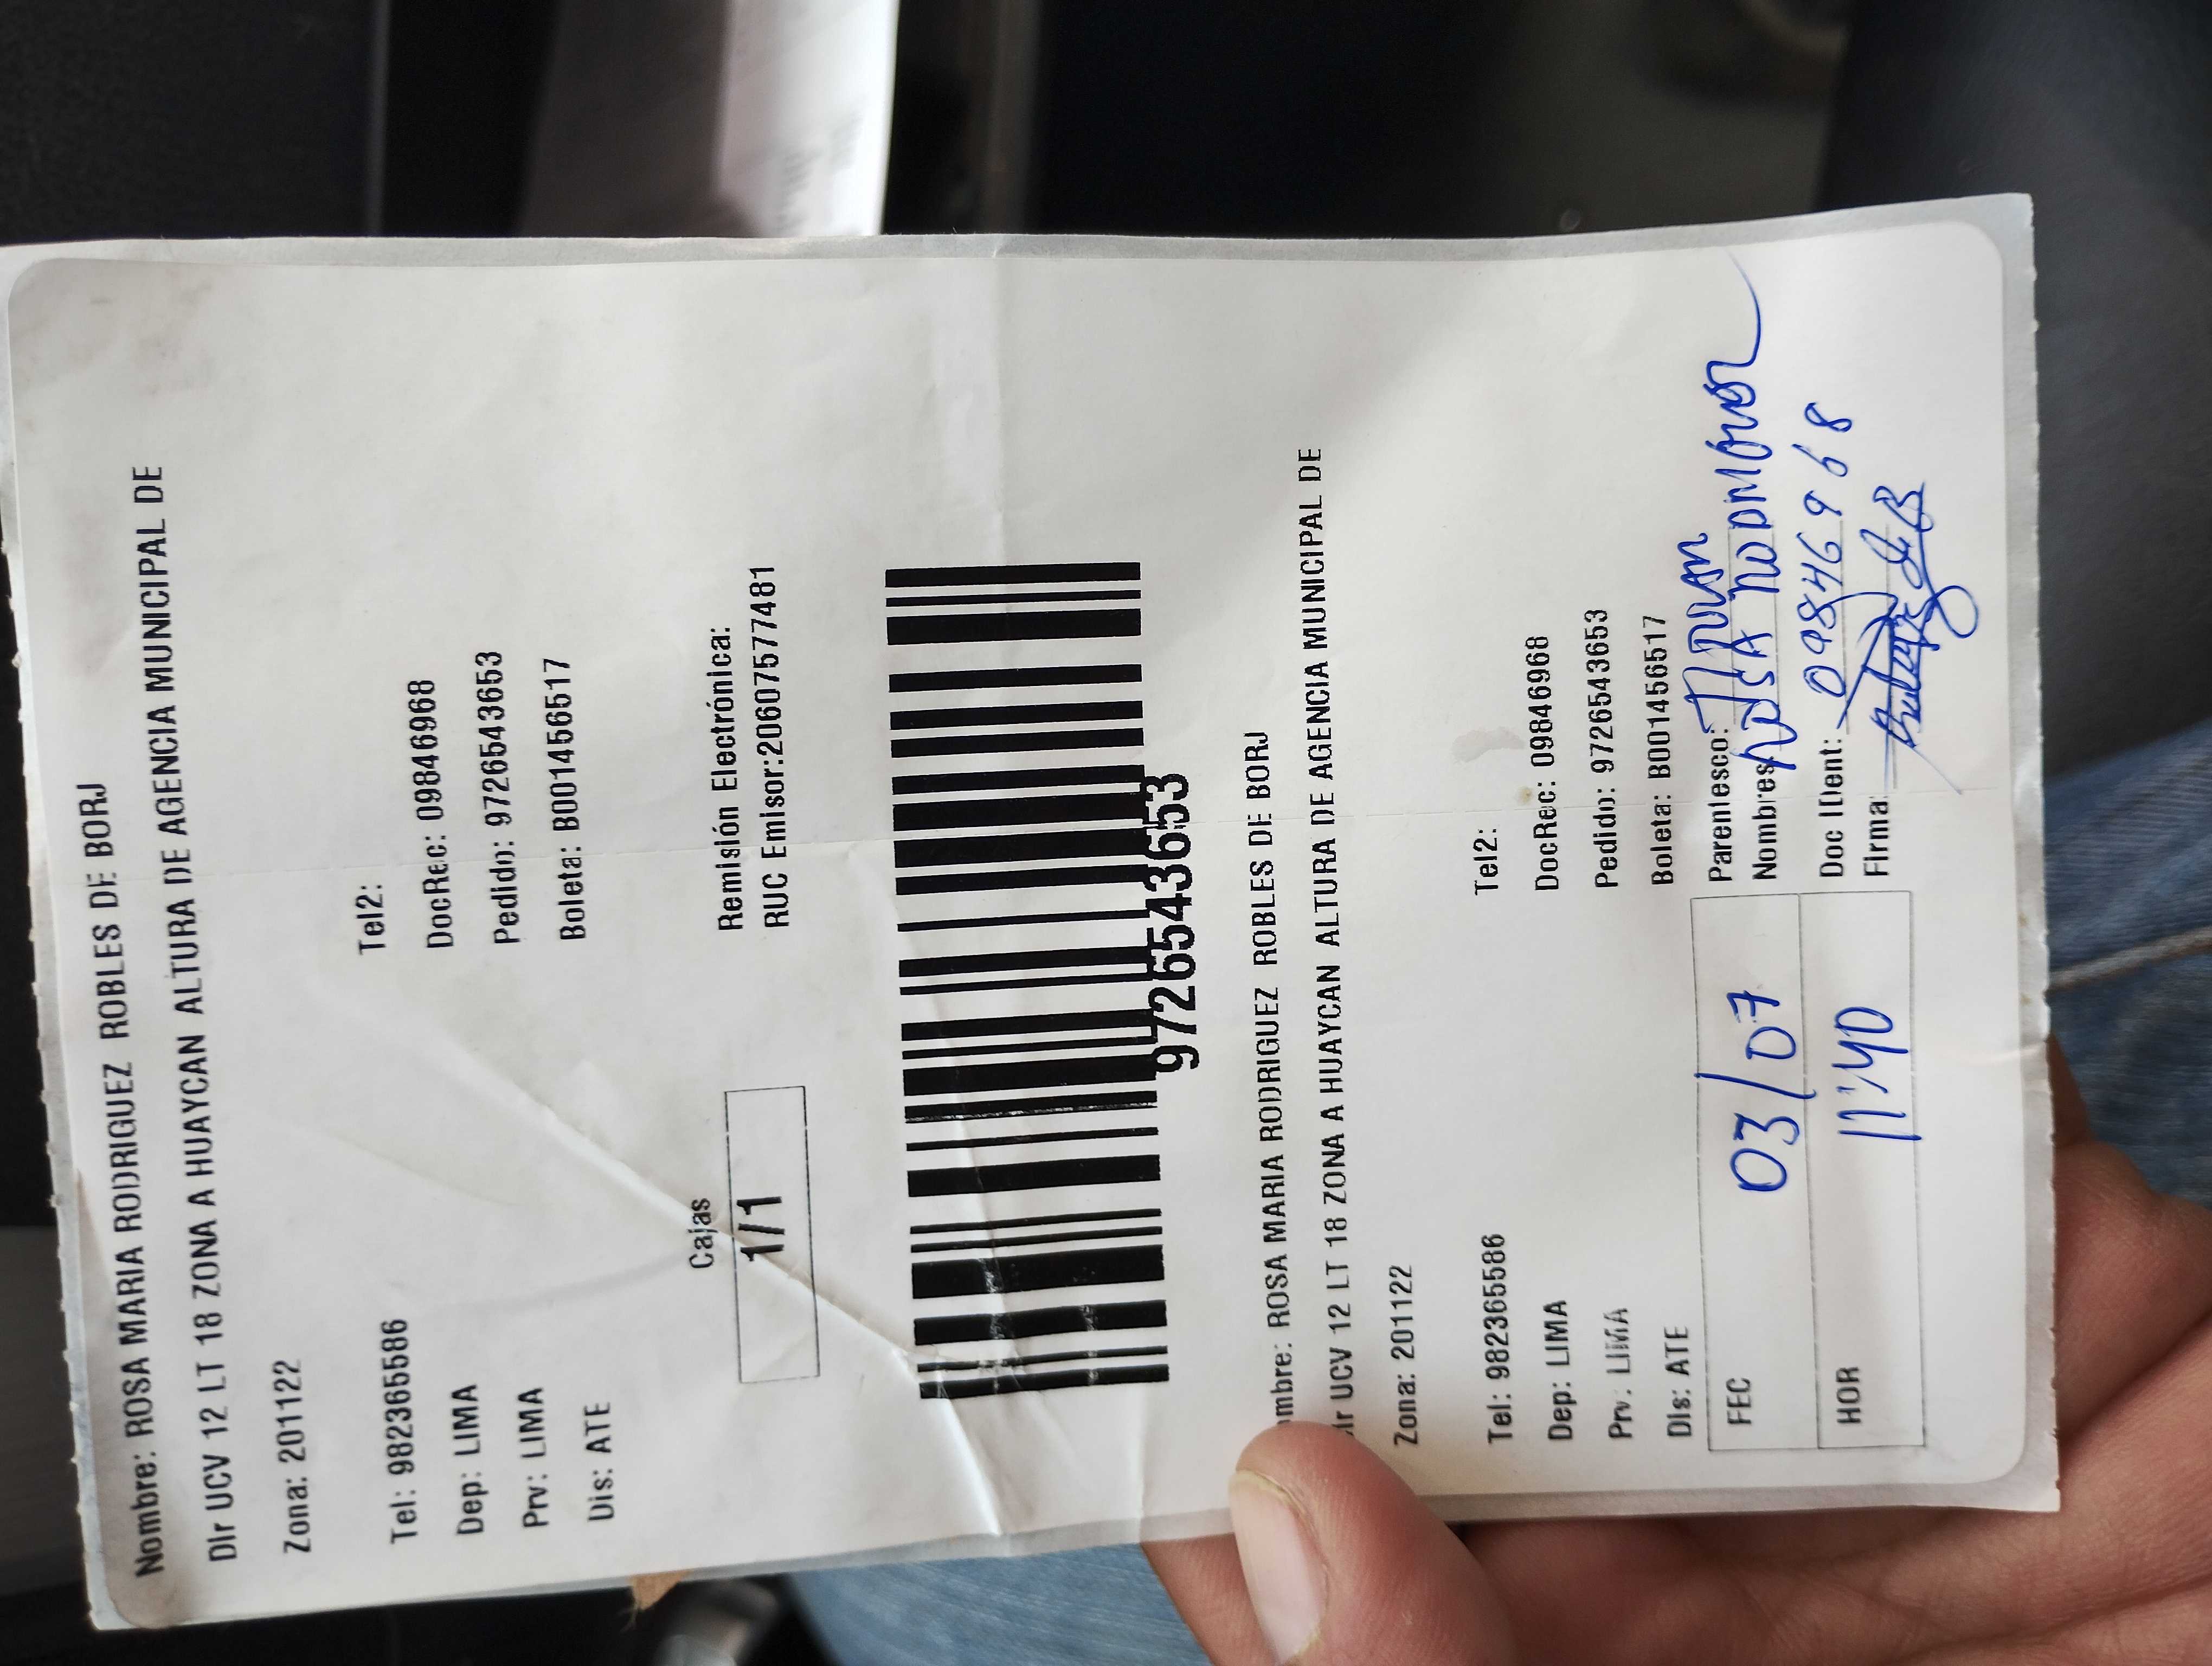 Nombre: ROSA MARIA RODRIGUEZ ROBLES DE BORJ
DIr UCV 12 LT 18 ZONA A HUAYCAN ALTURA DE AGENCIA MUNICIPAL DE
Zona: 201122
Tel: 982365586 Tel2:
Dep: LIMA DocRec: 09846968
Prv: LIMA Pedido: 9726543653
Dis: ATE Boleta: B001456517
Cajas
1/1
Remisión Electrónica:
RUC Emisor:20607577481
9726543653
ombre: ROSA MARIA RODRIGUEZ ROBLES DE BORJ
Ir UCV 12 LT 18 ZONA A HUAYCAN ALTURA DE AGENCIA MUNICIPAL DE
Zona: 201122
Tel: 982365586 Tel2:
Dep: LIMA DocRec: 09846968
Prv: LIMA Pedido: 9726543653
Dis: ATE Boleta: B001456517
FEC 03/07 Parentesco: Titular
Nombres: ROSA
HOR 11:40 Doc IDent: 09846968
Firma: